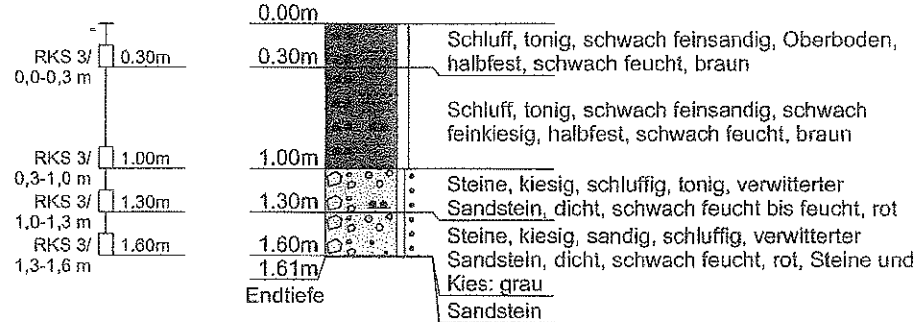 0.00m
RKS 3/
0,0-0,3 m
0.30m
0.30m
Schluff, tonig, schwach feinsandig, Oberboden,
halbfest, schwach feucht, braun
Schluff, tonig, schwach feinsandig, schwach
feinkiesig, halbfest, schwach feucht, braun
RKS 3/
0,3-1,0 m
1.00m
1.00m
RKS 3/
1,0-1,3 m
1.30m
1.30m
Steine, kiesig, schluffig, tonig, verwitterter
Sandstein, dicht, schwach feucht bis feucht, rot
RKS 3/
1,3-1,6 m
1.60m
1.60m
Steine, kiesig, sandig, schluffig, verwitterter
Sandstein, dicht, schwach feucht, rot, Steine und
Kies: grau
1.61m
Endtiefe
Sandstein